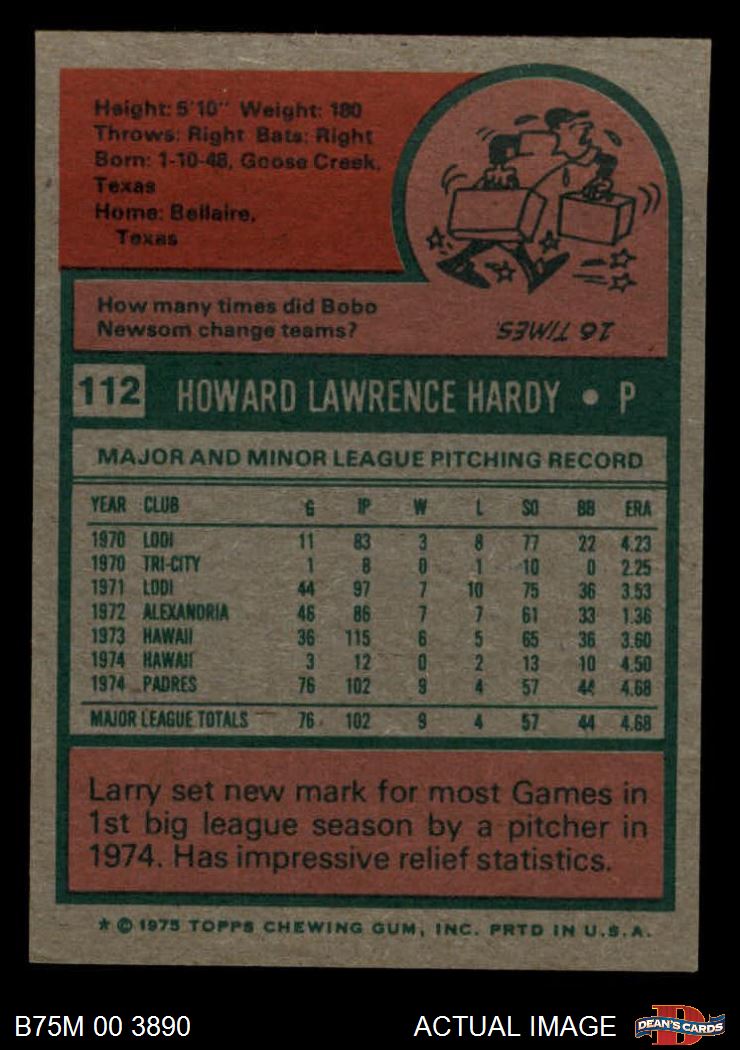 Height: 5'10" Weight: 180
Throws: Right Bats: Right
Born: 1-10-48, Goose Creek,
Texas
Home: Bellaire,
Texas
How many times did Bobo
Newsom change teams?
16 TIMES.
112 HOWARD LAWRENCE HARDY • P
MAJOR AND MINOR LEAGUE PITCHING RECORD
YEAR CLUB G IP W L SO BB ERA
1970 LODI 11 83 3 8 77 22 4.23
1970 TRI-CITY 1 8 0 1 10 0 2.25
1971 LODI 44 97 7 10 75 36 3.53
1972 ALEXANDRIA 46 86 7 7 61 33 1.36
1973 HAWAII 36 115 6 5 65 36 3.60
1974 HAWAII 3 12 0 2 13 10 4.50
1974 PADRES 76 102 9 4 57 44 4.68
MAJOR LEAGUE TOTALS 76 102 9 4 57 44 4.68
Larry set new mark for most Games in
1st big league season by a pitcher in
1974. Has impressive relief statistics.
* © 1975 TOPPS CHEWING GUM, INC. PRTD IN U.S.A.
B75M 00 3890 ACTUAL IMAGE D DEAN'S CARDS